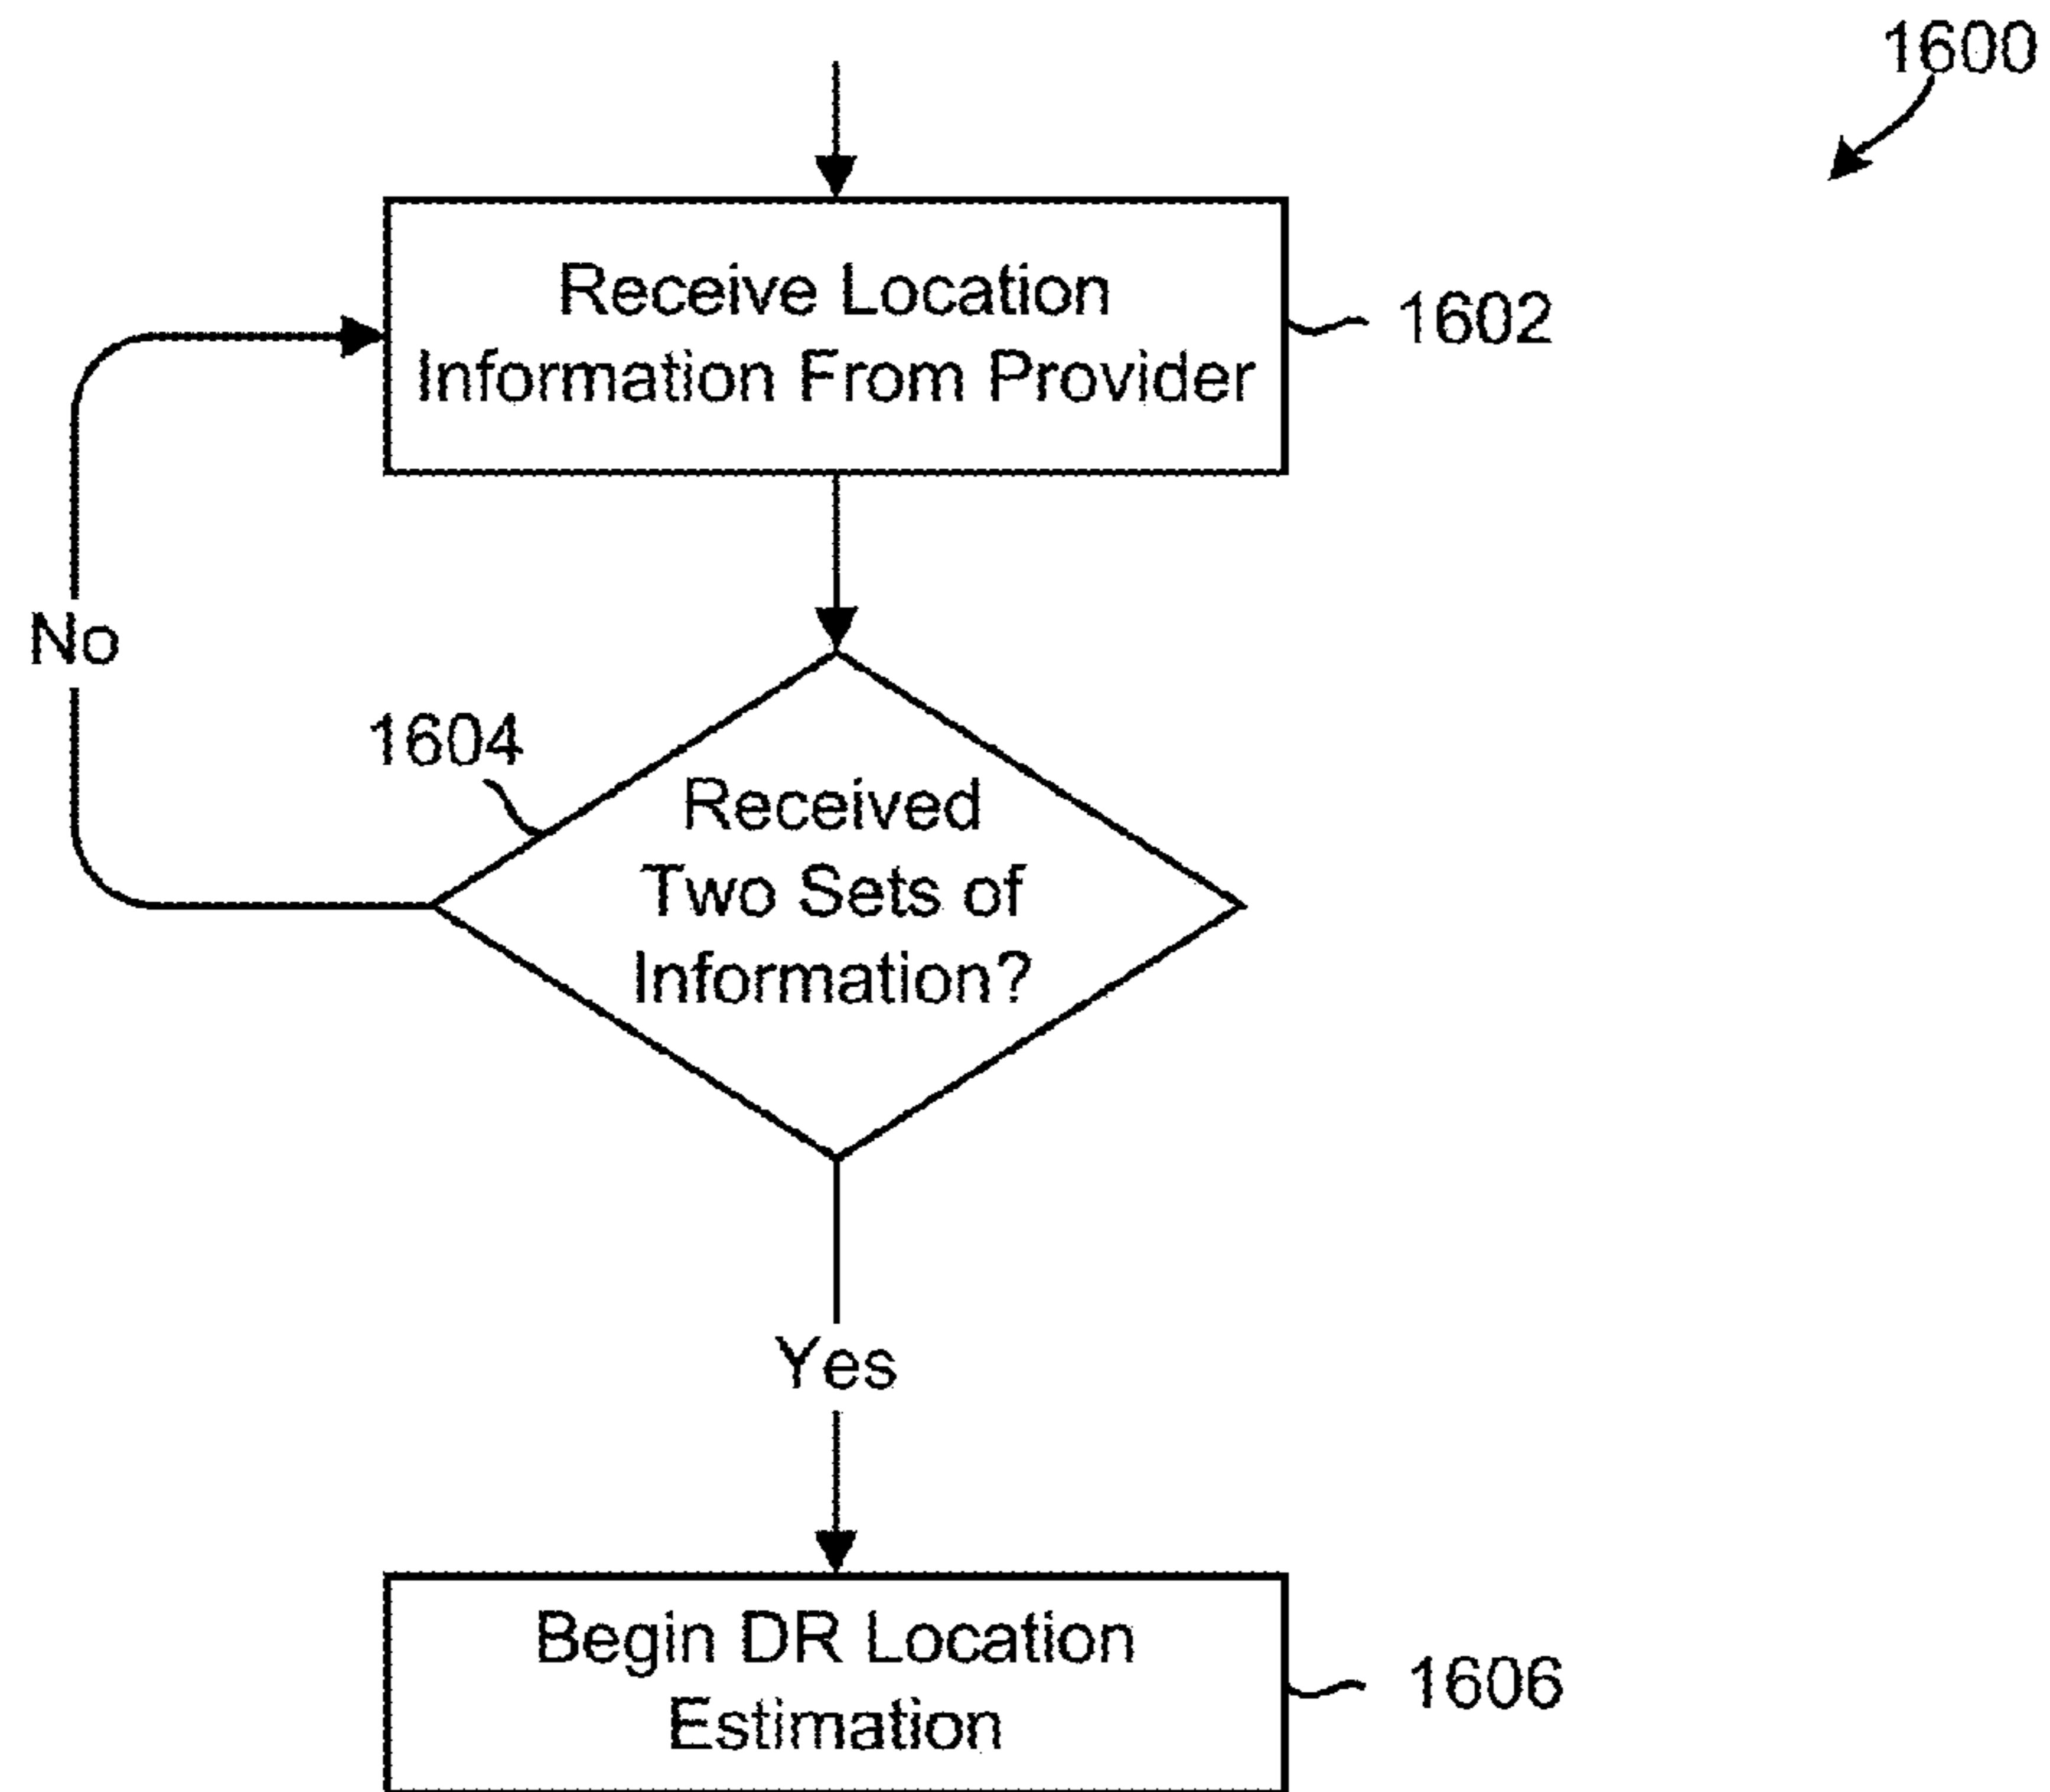 1600
Receive Location
Information From Provider
1602
No
1604
Received
Two Sets of
Information?
Yes
Begin DR Location
Estimation
1606